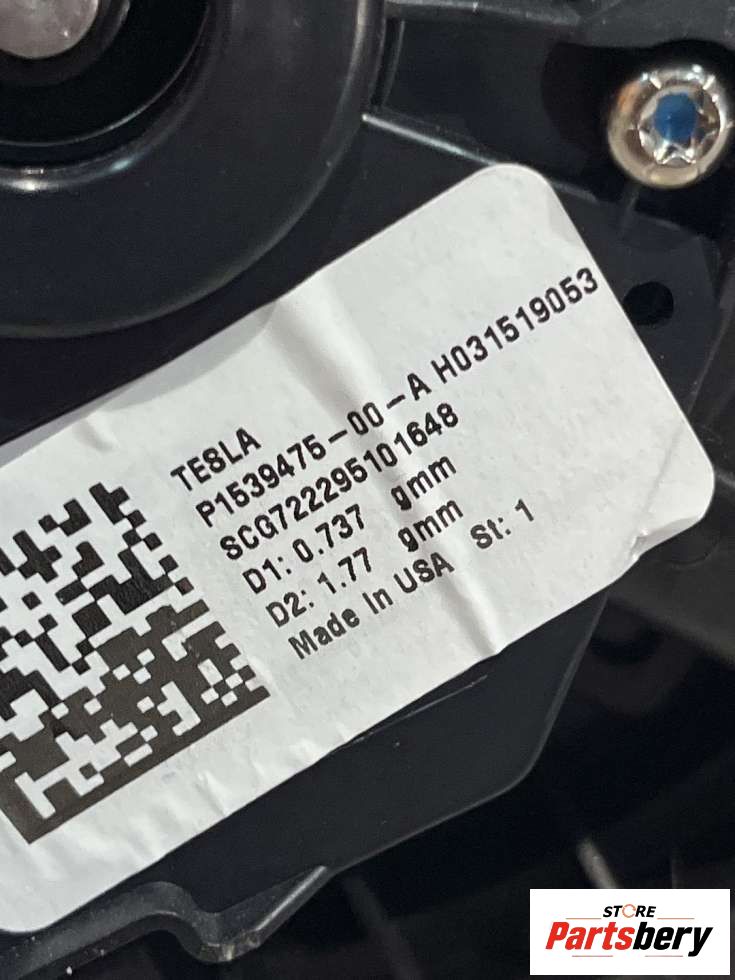 TESLA
P1539475-00-A H031519053
SCG722295101648
D1: 0.737 gmm
D2: 1.77 gmm
Made In USA St: 1
STORE
Partsbery